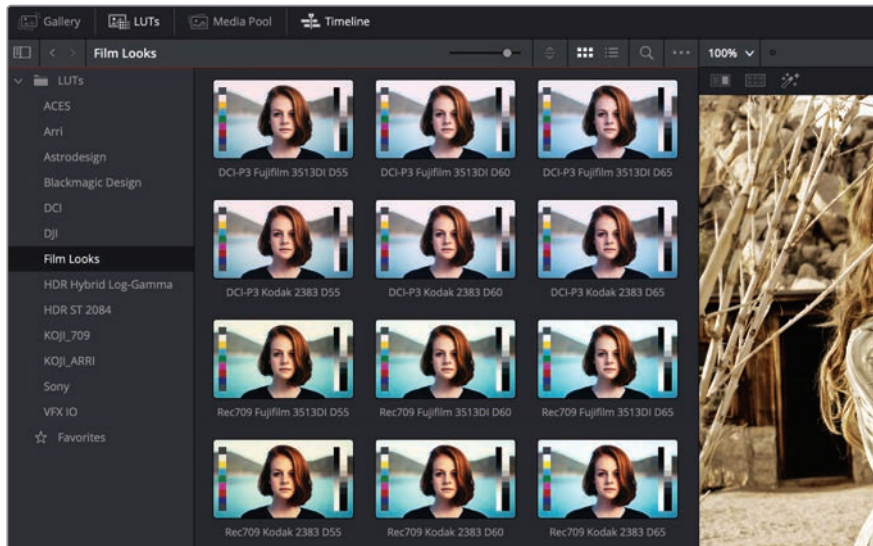 Gallery LUTs Media Pool Timeline
Film Looks 100%
LUTs
ACES
Arri
Astrodesign
Blackmagic Design
DCI
DJI
Film Looks
HDR Hybrid Log-Gamma
HDR ST 2084
KOJI_709
KOJI_ARRI
Sony
VFX IO
Favorites
DCI-P3 Fujifilm 3513DI D55 DCI-P3 Fujifilm 3513DI D60 DCI-P3 Fujifilm 3513DI D65
DCI-P3 Kodak 2383 D55 DCI-P3 Kodak 2383 D60 DCI-P3 Kodak 2383 D65
Rec709 Fujifilm 3513DI D55 Rec709 Fujifilm 3513DI D60 Rec709 Fujifilm 3513DI D65
Rec709 Kodak 2383 D55 Rec709 Kodak 2383 D60 Rec709 Kodak 2383 D65